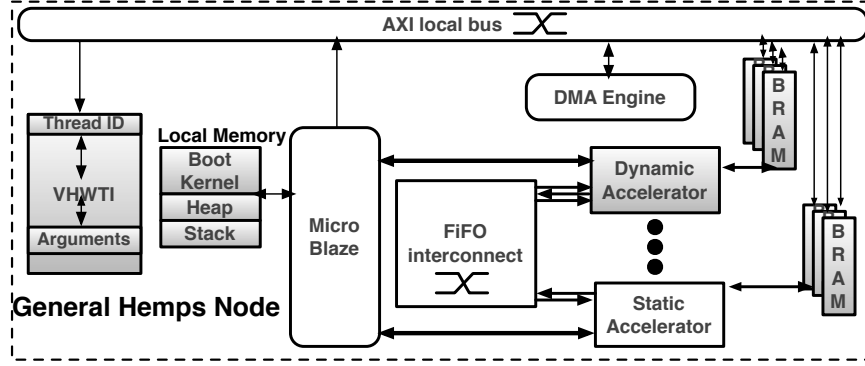 AXI local bus
DMA Engine
B
R
A
M
Thread ID
VHWTI
Arguments
Local Memory
Boot
Kernel
Heap
Stack
Micro
Blaze
Dynamic
Accelerator
FiFO
interconnect
Static
Accelerator
B
R
A
M
General Hemps Node